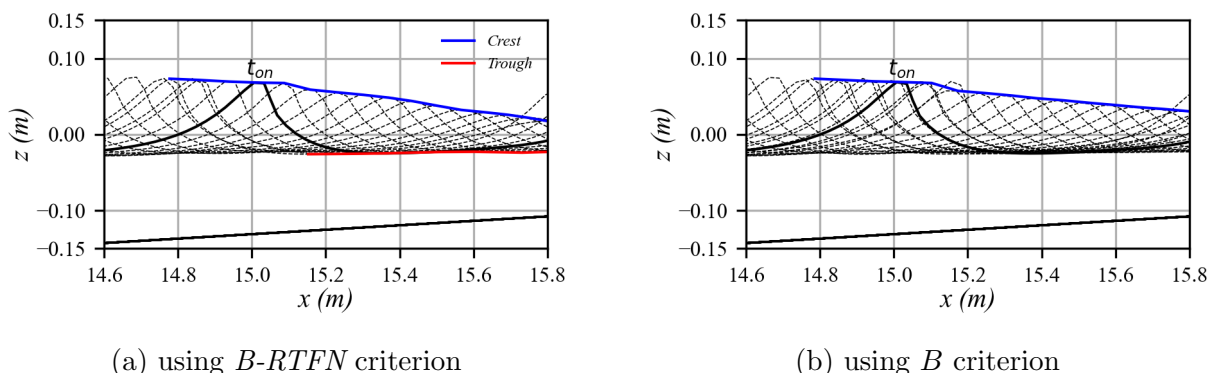 0.15
0.10
0.00
−0.10
−0.15
z (m)
t_on
Crest
Trough
14.6 14.8 15.0 15.2 15.4 15.6 15.8
x (m)
(a) using B-RTFN criterion
0.15
0.10
0.00
−0.10
−0.15
z (m)
t_on
14.6 14.8 15.0 15.2 15.4 15.6 15.8
x (m)
(b) using B criterion